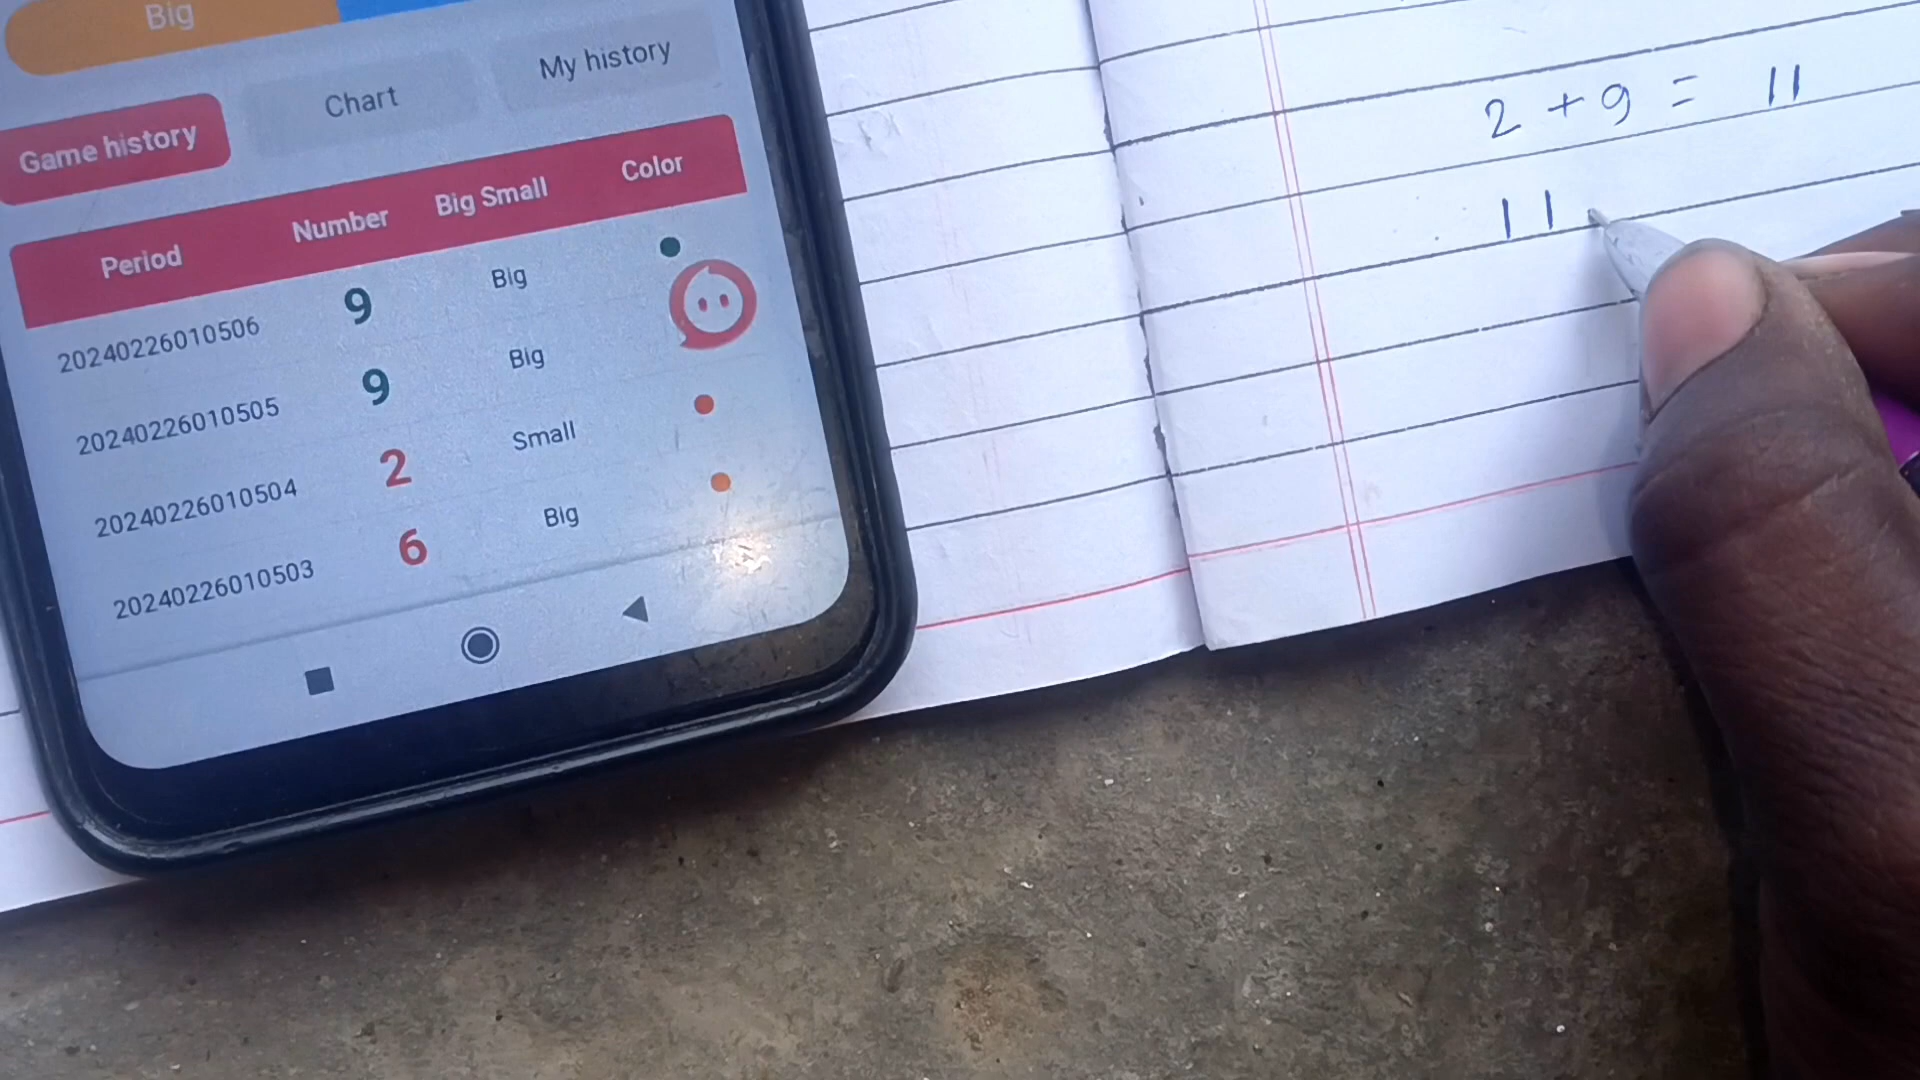 Big
Game history Chart My history
Period Number Big Small Color
20240226010506 9 Big
20240226010505 9 Big
20240226010504 2 Small
20240226010503 6 Big
2 + 9 = 11
11